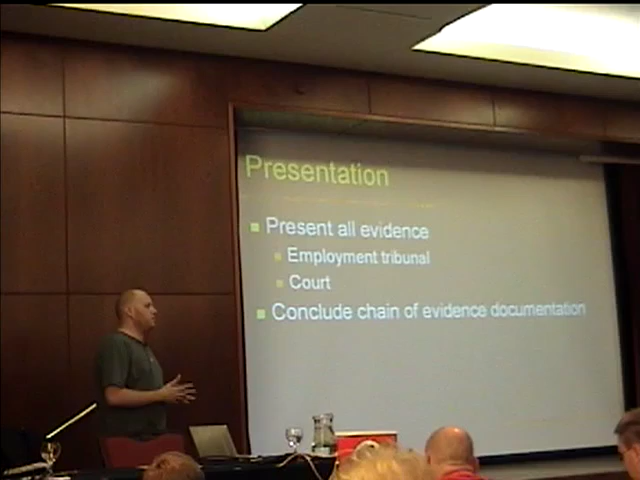 Presentation
Present all evidence
Employment tribunal
Court
Conclude chain of evidence documentation